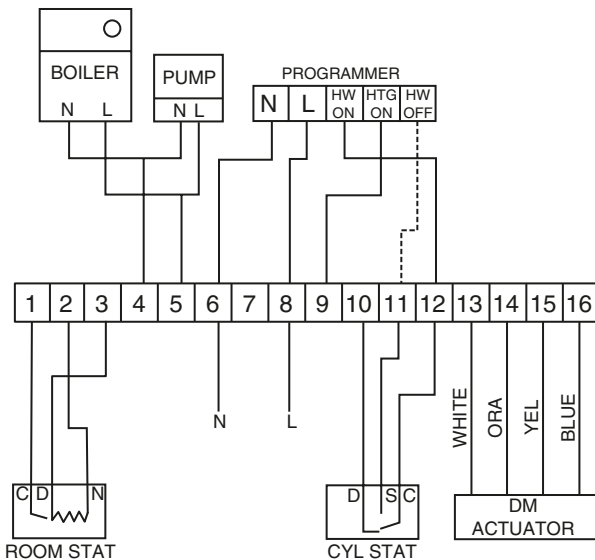 BOILER
N L
PUMP
N L
PROGRAMMER
N L HW ON HTG ON HW OFF
1 2 3 4 5 6 7 8 9 10 11 12 13 14 15 16
N L
WHITE
ORA
YEL
BLUE
C D N
ROOM STAT
D S C
CYL STAT
DM
ACTUATOR